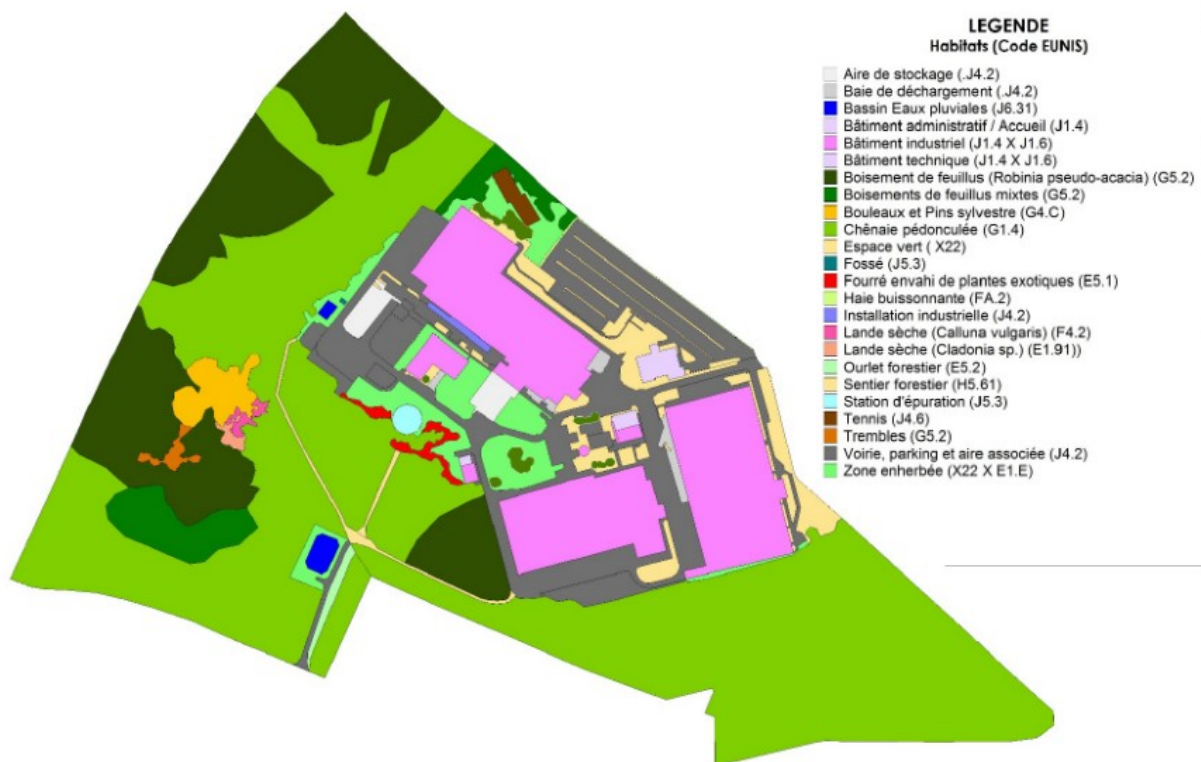 LEGENDE
Habitats (Code EUNIS)
Aire de stockage (.J4.2)
Baie de déchargement (.J4.2)
Bassin Eaux pluviales (J6.31)
Bâtiment administratif / Accueil (J1.4)
Bâtiment industriel (J1.4 X J1.6)
Bâtiment technique (J1.4 X J1.6)
Boisement de feuillus (Robinia pseudo-acacia) (G5.2)
Boisements de feuillus mixtes (G5.2)
Bouleaux et Pins sylvestre (G4.C)
Chênaie pédonculée (G1.4)
Espace vert ( X22)
Fossé (J5.3)
Fourré envahi de plantes exotiques (E5.1)
Haie buissonnante (FA.2)
Installation industrielle (J4.2)
Lande sèche (Calluna vulgaris) (F4.2)
Lande sèche (Cladonia sp.) (E1.91))
Ourlet forestier (E5.2)
Sentier forestier (H5.61)
Station d'épuration (J5.3)
Tennis (J4.6)
Trembles (G5.2)
Voirie, parking et aire associée (J4.2)
Zone enherbée (X22 X E1.E)